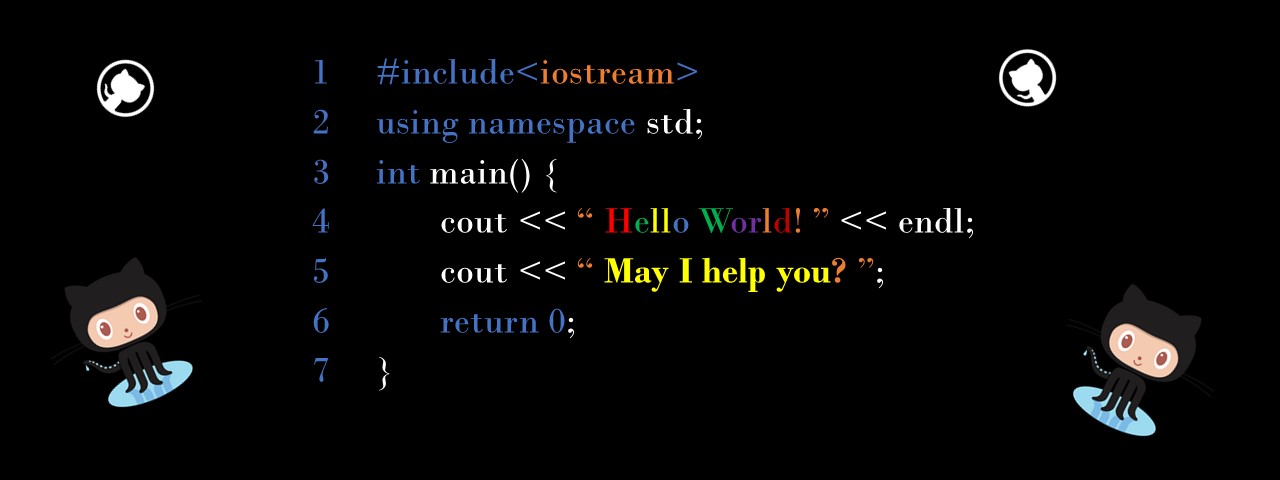 1 #include<iostream>
2 using namespace std;
3 int main() {
4 cout << “ Hello World! ” << endl;
5 cout << “ May I help you? ”;
6 return 0;
7 }